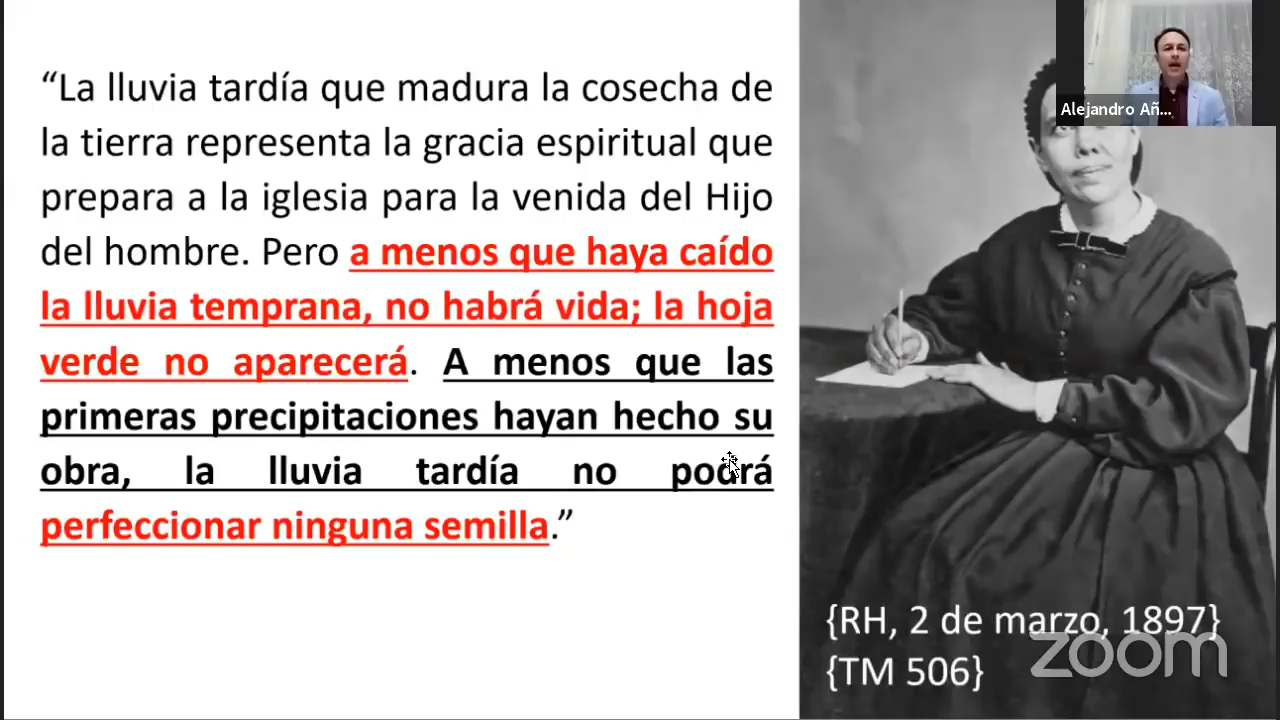 “La lluvia tardía que madura la cosecha de
la tierra representa la gracia espiritual que
prepara a la iglesia para la venida del Hijo
del hombre. Pero a menos que haya caído
la lluvia temprana, no habrá vida; la hoja
verde no aparecerá. A menos que las
primeras precipitaciones hayan hecho su
obra, la lluvia tardía no podrá
perfeccionar ninguna semilla.”
Alejandro Añ...
{RH, 2 de marzo, 1897}
zoom
{TM 506}